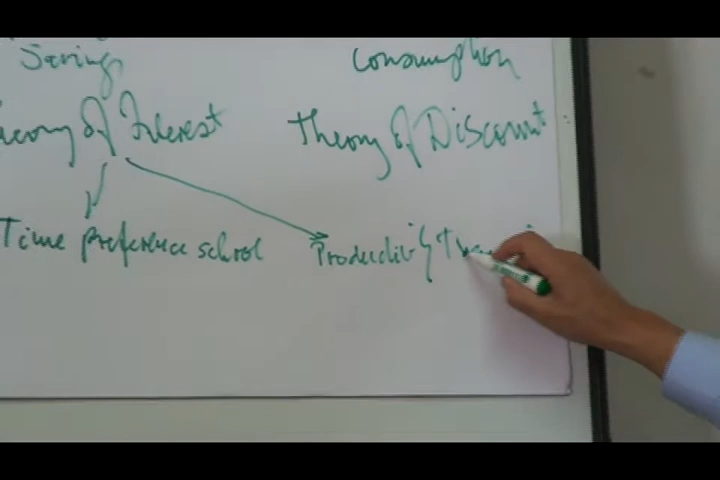 Saving Consumption
Theory of Interest Theory of Discount
Time preference school Productivity